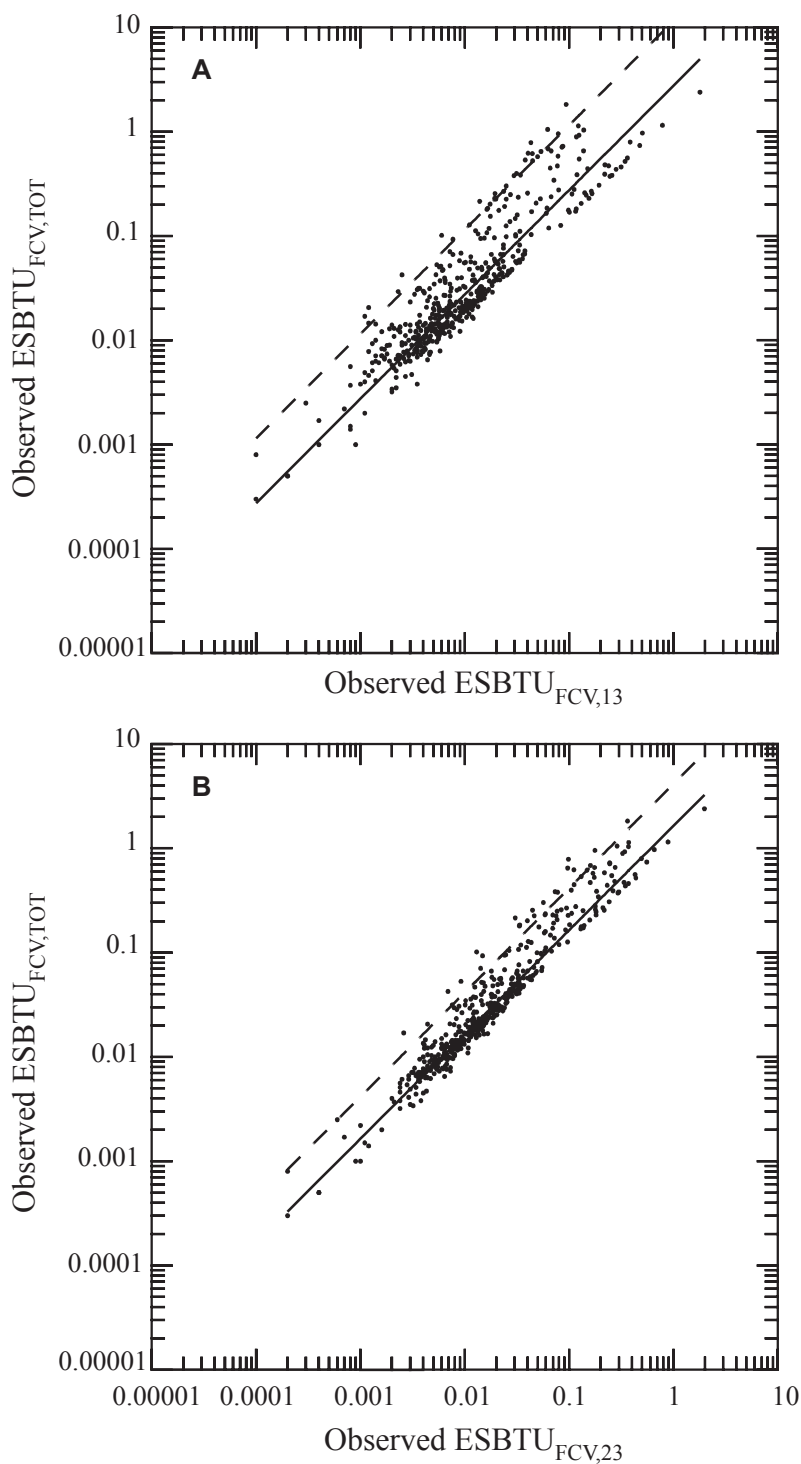 10
A
1
0.1
0.01
0.001
0.0001
0.00001
Observed ESBTU_FCV,TOT
Observed ESBTU_FCV,13
10
B
1
0.1
0.01
0.001
0.0001
0.00001
Observed ESBTU_FCV,TOT
0.00001 0.0001 0.001 0.01 0.1 1 10
Observed ESBTU_FCV,23